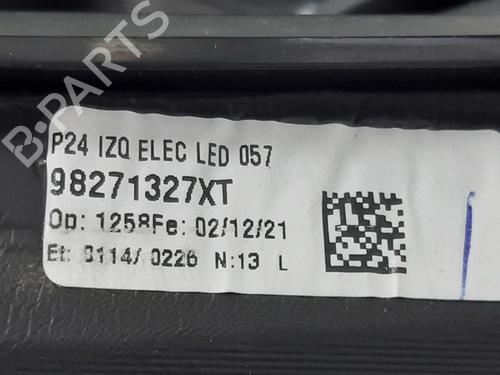 B-PARTS
P24 IZQ ELEC LED 057
98271327XT
Op: 1258Fe: 02/12/21
Et: 0114/ 0226 N:13 L